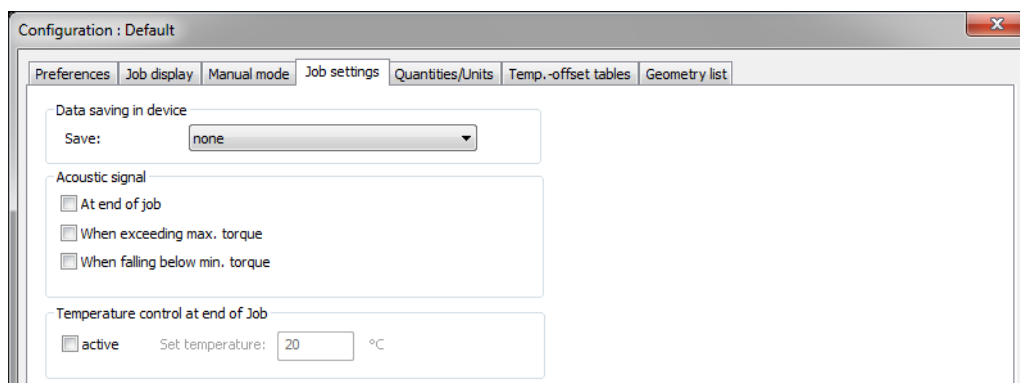 Configuration : Default
Preferences Job display Manual mode Job settings Quantities/Units Temp.-offset tables Geometry list
Data saving in device
Save: none
Acoustic signal
At end of job
When exceeding max. torque
When falling below min. torque
Temperature control at end of Job
active Set temperature: 20 °C